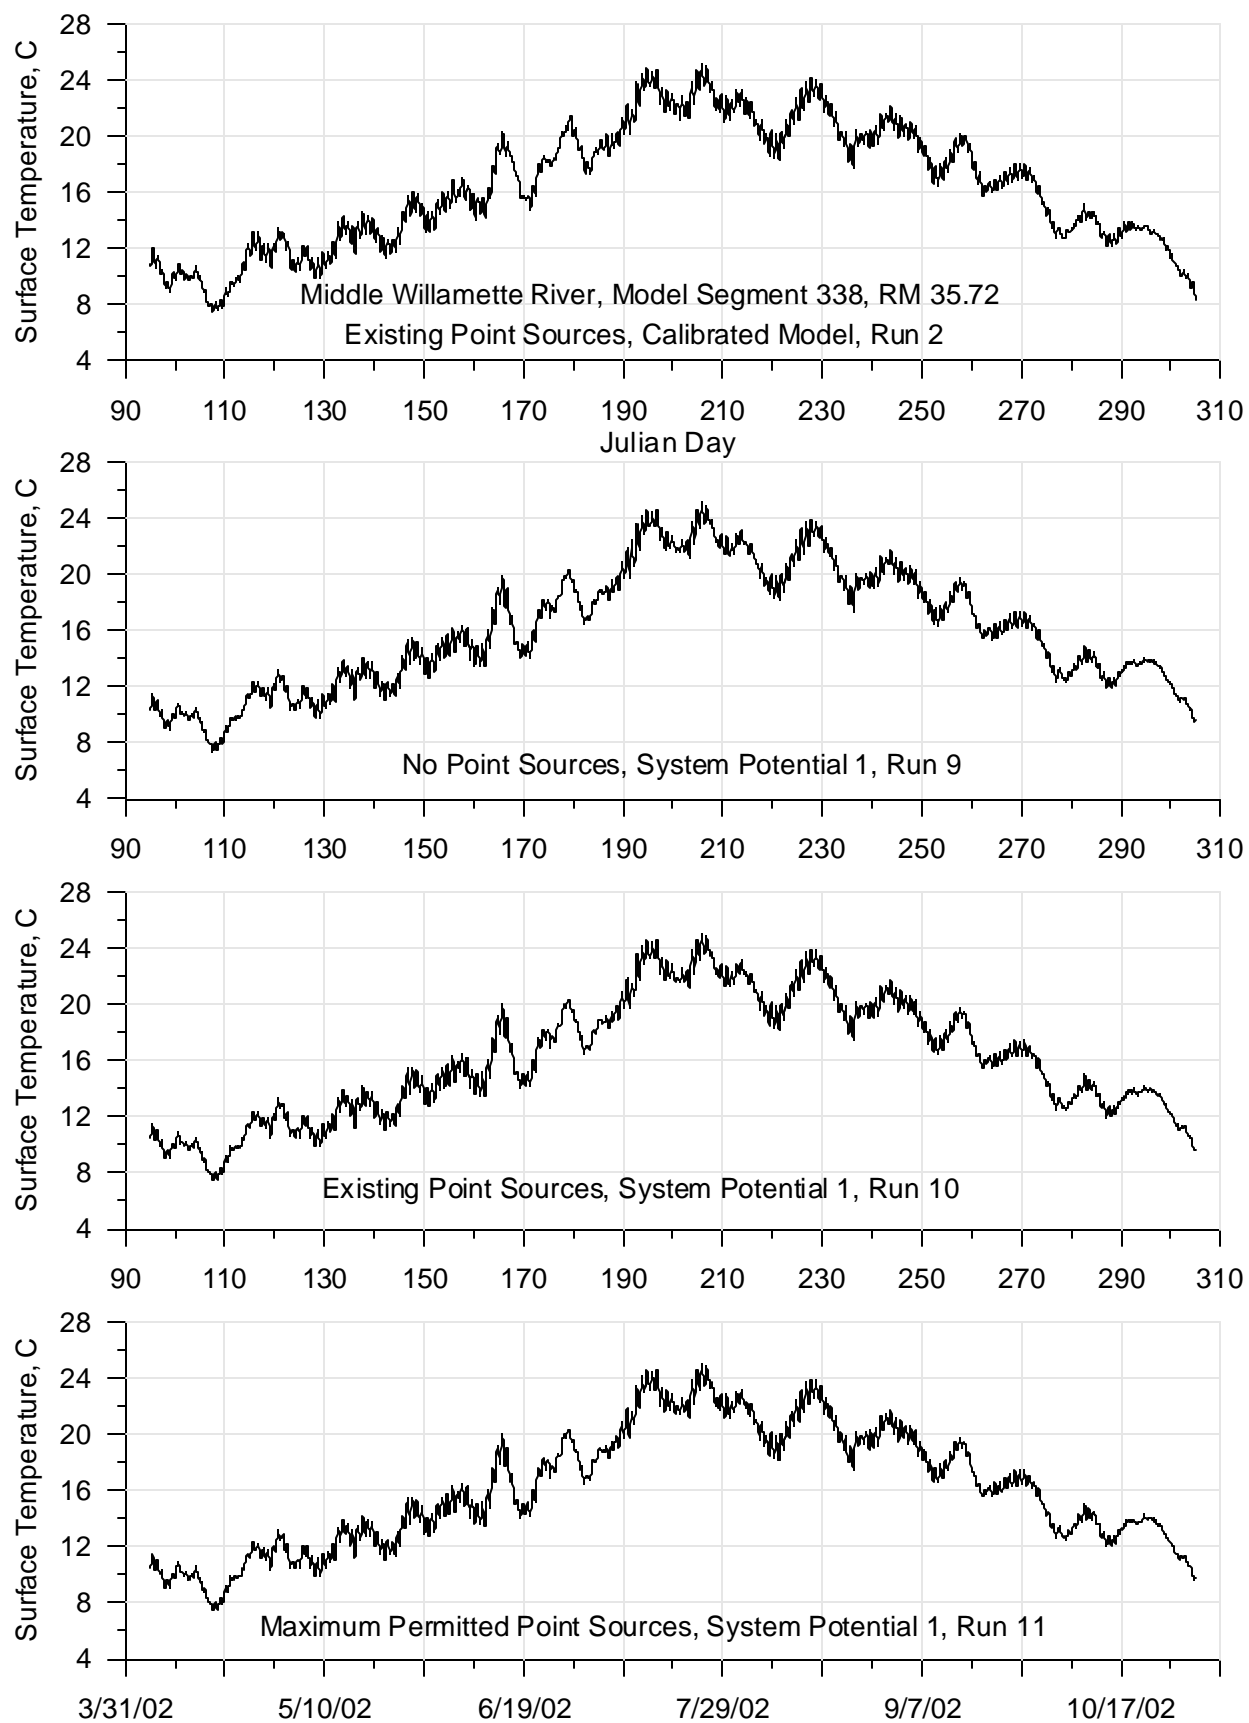 28
24
20
16
12
8
4
Surface Temperature, C
Middle Willamette River, Model Segment 338, RM 35.72
Existing Point Sources, Calibrated Model, Run 2
90 110 130 150 170 190 210 230 250 270 290 310
Julian Day
28
24
20
16
12
8
4
Surface Temperature, C
No Point Sources, System Potential 1, Run 9
90 110 130 150 170 190 210 230 250 270 290 310
28
24
20
16
12
8
4
Surface Temperature, C
Existing Point Sources, System Potential 1, Run 10
90 110 130 150 170 190 210 230 250 270 290 310
28
24
20
16
12
8
4
Surface Temperature, C
Maximum Permitted Point Sources, System Potential 1, Run 11
3/31/02 5/10/02 6/19/02 7/29/02 9/7/02 10/17/02